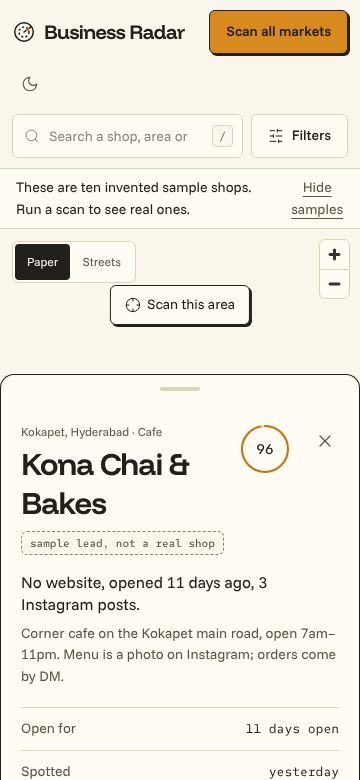 Business Radar
Scan all markets
Search a shop, area or
/
Filters
These are ten invented sample shops.
Run a scan to see real ones.
Hide
samples
Paper
Streets
+
−
Scan this area
Kokapet, Hyderabad · Cafe
96
Kona Chai &
Bakes
sample lead, not a real shop
No website, opened 11 days ago, 3
Instagram posts.
Corner cafe on the Kokapet main road, open 7am–
11pm. Menu is a photo on Instagram; orders come
by DM.
Open for
11 days open
Spotted
yesterday